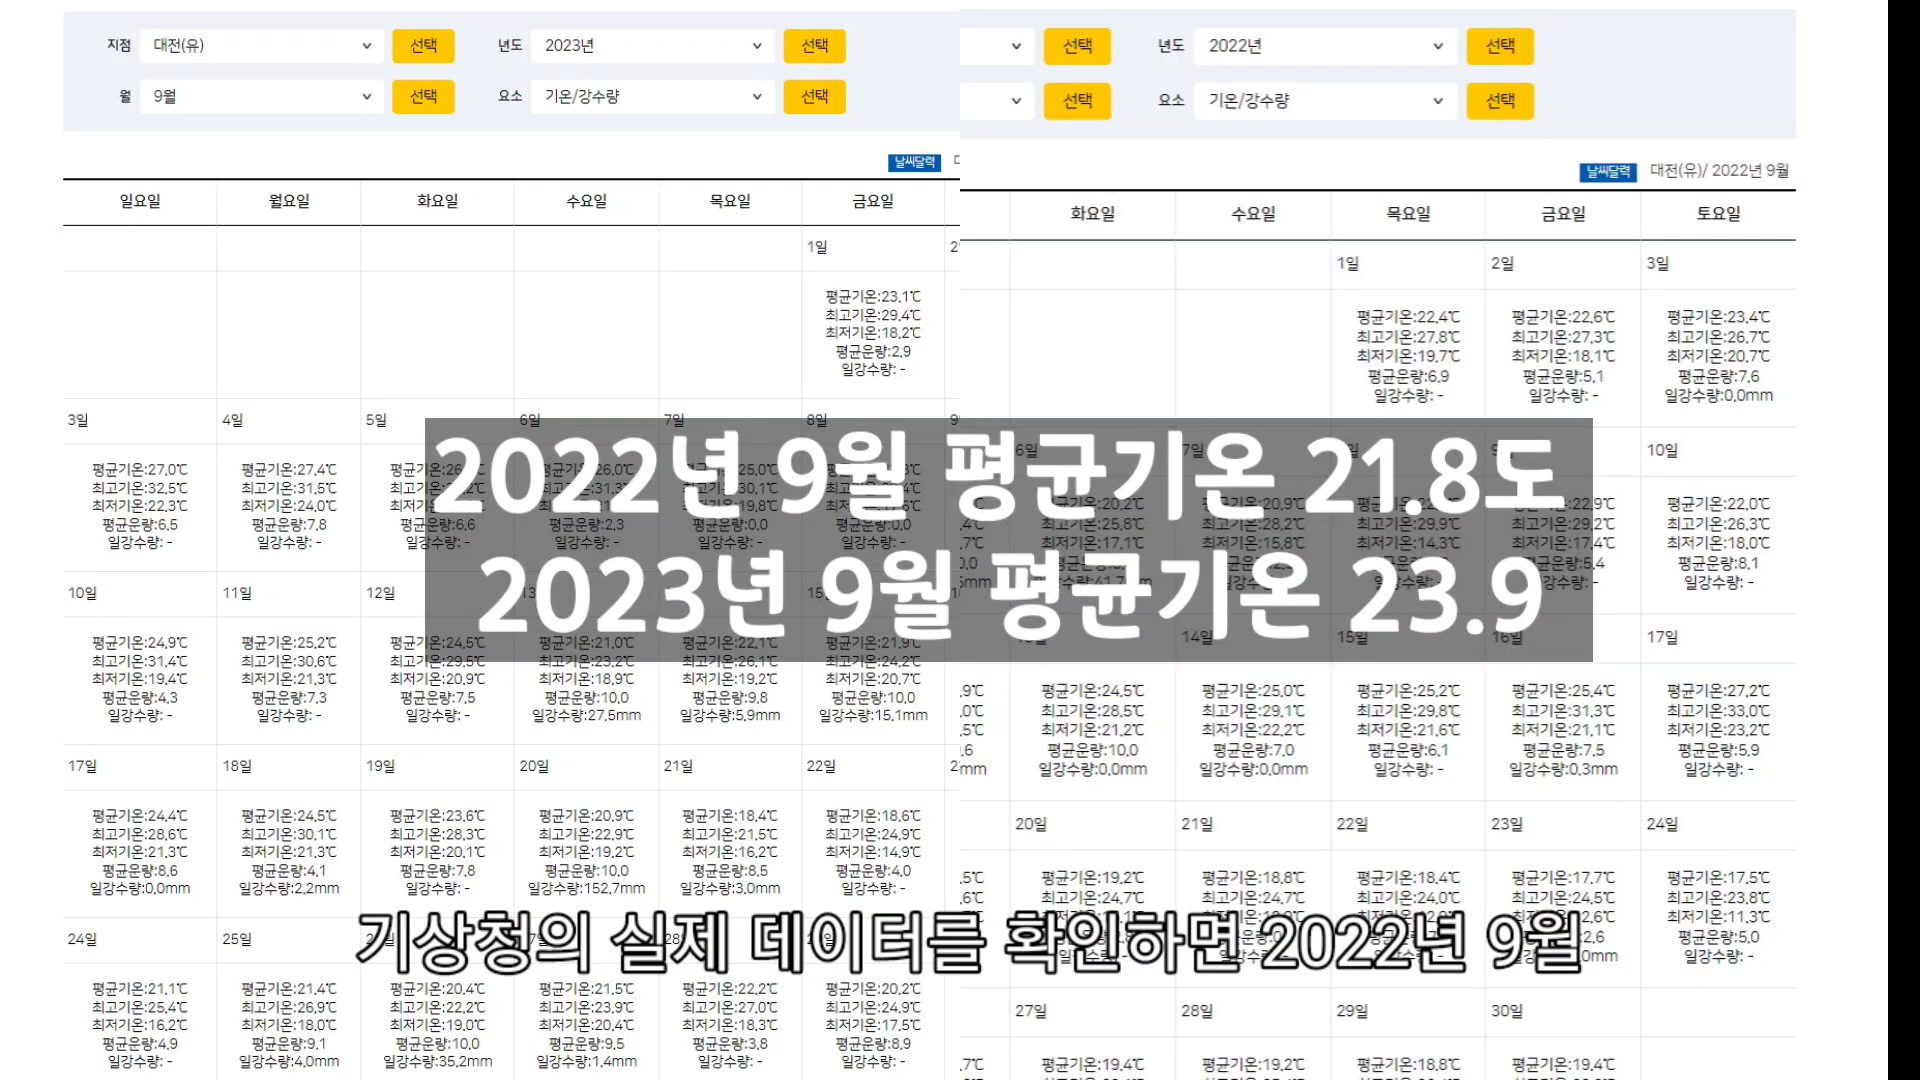 지점 대전(유) 선택 년도 2023년 선택
월 9월 선택 요소 기온/강수량 선택
날씨달력
일요일 월요일 화요일 수요일 목요일 금요일
1일
평균기온:23.1℃
최고기온:29.4℃
최저기온:18.2℃
평균운량:2.9
일강수량: -
3일 4일 5일 6일 7일 8일
평균기온:27.0℃ 평균기온:27.4℃
최고기온:32.5℃ 최고기온:31.5℃
최저기온:22.3℃ 최저기온:24.0℃
평균운량:6.5 평균운량:7.8 평균운량:6.6 평균운량:2.3 평균운량:0.0 평균운량:0.0
일강수량: - 일강수량: - 일강수량: - 일강수량: - 일강수량: - 일강수량: -
10일 11일 12일
평균기온:24.9℃ 평균기온:25.2℃ 평균기온:24.5℃ 평균기온:21.0℃ 평균기온:22.1℃ 평균기온:21.9℃
최고기온:31.4℃ 최고기온:30.6℃ 최고기온:29.5℃ 최고기온:23.2℃ 최고기온:26.1℃ 최고기온:24.2℃
최저기온:19.4℃ 최저기온:21.3℃ 최저기온:20.9℃ 최저기온:18.9℃ 최저기온:19.2℃ 최저기온:20.7℃
평균운량:4.3 평균운량:7.3 평균운량:7.5 평균운량:10.0 평균운량:9.8 평균운량:10.0
일강수량: - 일강수량: - 일강수량: - 일강수량:27.5mm 일강수량:5.9mm 일강수량:15.1mm
17일 18일 19일 20일 21일 22일
평균기온:24.4℃ 평균기온:24.5℃ 평균기온:23.6℃ 평균기온:20.9℃ 평균기온:18.4℃ 평균기온:18.6℃
최고기온:28.6℃ 최고기온:30.1℃ 최고기온:28.3℃ 최고기온:22.9℃ 최고기온:21.5℃ 최고기온:24.9℃
최저기온:21.3℃ 최저기온:21.3℃ 최저기온:20.1℃ 최저기온:19.2℃ 최저기온:16.2℃ 최저기온:14.9℃
평균운량:8.6 평균운량:4.1 평균운량:7.8 평균운량:10.0 평균운량:8.5 평균운량:4.0
일강수량:0.0mm 일강수량:2.2mm 일강수량: - 일강수량:152.7mm 일강수량:3.0mm 일강수량: -
24일 25일
평균기온:21.1℃ 평균기온:21.4℃ 평균기온:20.4℃ 평균기온:21.5℃ 평균기온:22.2℃ 평균기온:20.2℃
최고기온:25.4℃ 최고기온:26.9℃ 최고기온:22.2℃ 최고기온:23.9℃ 최고기온:27.0℃ 최고기온:24.9℃
최저기온:16.2℃ 최저기온:18.0℃ 최저기온:19.0℃ 최저기온:20.4℃ 최저기온:18.3℃ 최저기온:17.5℃
평균운량:4.9 평균운량:9.1 평균운량:10.0 평균운량:9.5 평균운량:3.8 평균운량:8.9
일강수량: - 일강수량:4.0mm 일강수량:35.2mm 일강수량:1.4mm 일강수량: - 일강수량: -
선택 년도 2022년 선택
선택 요소 기온/강수량 선택
날씨달력 대전(유)/ 2022년 9월
화요일 수요일 목요일 금요일 토요일
1일 2일 3일
평균기온:22.4℃ 평균기온:22.6℃ 평균기온:23.4℃
최고기온:27.8℃ 최고기온:27.3℃ 최고기온:26.7℃
최저기온:19.7℃ 최저기온:18.1℃ 최저기온:20.7℃
평균운량:6.9 평균운량:5.1 평균운량:7.6
일강수량: - 일강수량: - 일강수량:0.0mm
10일
평균기온:22.0℃
최고기온:26.3℃
최저기온:18.0℃
평균운량:8.1
일강수량: -
14일 15일 16일 17일
평균기온:24.5℃ 평균기온:25.0℃ 평균기온:25.2℃ 평균기온:25.4℃ 평균기온:27.2℃
최고기온:28.5℃ 최고기온:29.1℃ 최고기온:29.8℃ 최고기온:31.3℃ 최고기온:33.0℃
최저기온:21.2℃ 최저기온:22.2℃ 최저기온:21.6℃ 최저기온:21.1℃ 최저기온:23.2℃
평균운량:10.0 평균운량:7.0 평균운량:6.1 평균운량:7.5 평균운량:5.9
일강수량:0.0mm 일강수량:0.0mm 일강수량: - 일강수량:0.3mm 일강수량: -
20일 21일 22일 23일 24일
평균기온:19.2℃ 평균기온:18.8℃ 평균기온:18.4℃ 평균기온:17.7℃ 평균기온:17.5℃
최고기온:24.7℃ 최고기온:24.7℃ 최고기온:24.0℃ 최고기온:24.5℃ 최고기온:23.8℃
최저기온:11.3℃
평균운량:5.0
일강수량: -
27일 28일 29일 30일
평균기온:19.4℃ 평균기온:19.2℃ 평균기온:18.8℃ 평균기온:19.4℃
2022년 9월 평균기온 21.8도
2023년 9월 평균기온 23.9
기상청의 실제 데이터를 확인하면 2022년 9월